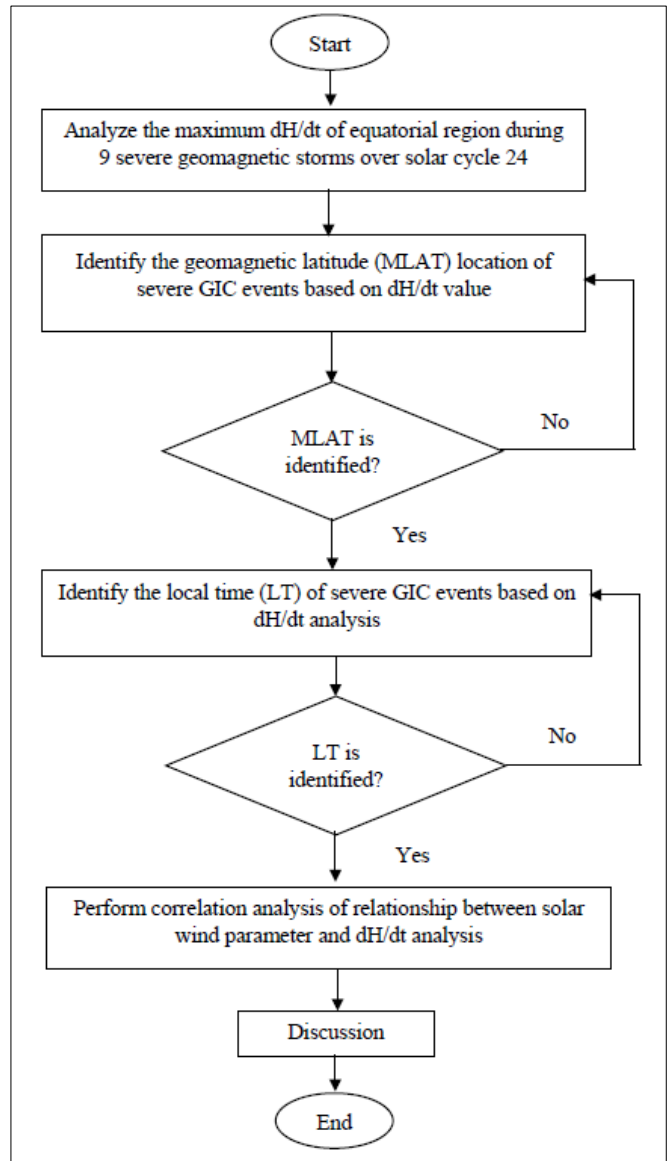 Start
Analyze the maximum dH/dt of equatorial region during
9 severe geomagnetic storms over solar cycle 24
Identify the geomagnetic latitude (MLAT) location of
severe GIC events based on dH/dt value
No
MLAT is
identified?
Yes
Identify the local time (LT) of severe GIC events based on
dH/dt analysis
No
LT is
identified?
Yes
Perform correlation analysis of relationship between solar
wind parameter and dH/dt analysis
Discussion
End